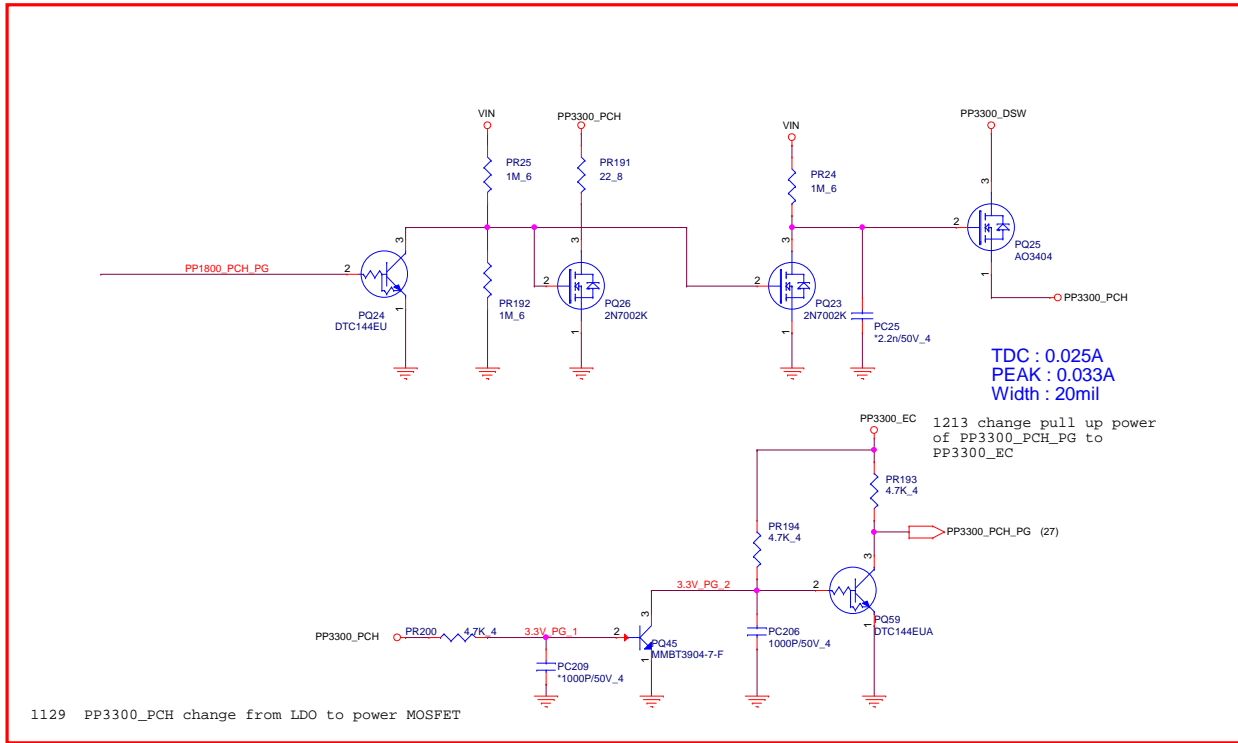 VIN
PP3300_PCH
VIN
PP3300_DSW
PR25
1M_6
PR191
22_8
PR24
1M_6
3
2
PQ25
AO3404
1
PP3300_PCH
PP1800_PCH_PG
2
3
1
PQ24
DTC144EU
PR192
1M_6
3
2
PQ26
2N7002K
1
3
2
PQ23
2N7002K
1
PC25
*2.2n/50V_4
TDC : 0.025A
PEAK : 0.033A
Width : 20mil
PP3300_EC
1213 change pull up power
of PP3300_PCH_PG to
PP3300_EC
PR193
4.7K_4
PR194
4.7K_4
PP3300_PCH_PG (27)
3
3.3V_PG_2
2
PQ59
DTC144EUA
1
PP3300_PCH
PR200
4.7K_4
3.3V_PG_1
2
3
PQ45
MMBT3904-7-F
1
PC206
1000P/50V_4
PC209
*1000P/50V_4
1129 PP3300_PCH change from LDO to power MOSFET